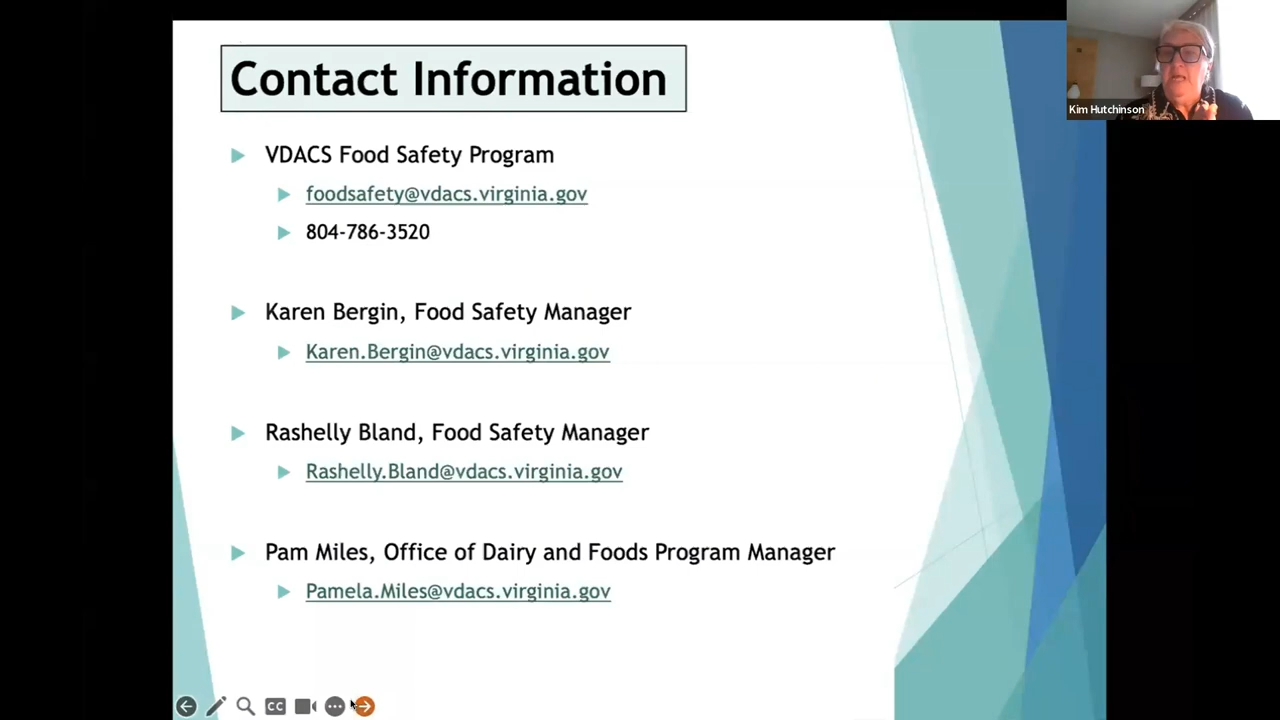 Contact Information
Kim Hutchinson
VDACS Food Safety Program
foodsafety@vdacs.virginia.gov
804-786-3520
Karen Bergin, Food Safety Manager
Karen.Bergin@vdacs.virginia.gov
Rashelly Bland, Food Safety Manager
Rashelly.Bland@vdacs.virginia.gov
Pam Miles, Office of Dairy and Foods Program Manager
Pamela.Miles@vdacs.virginia.gov
CC